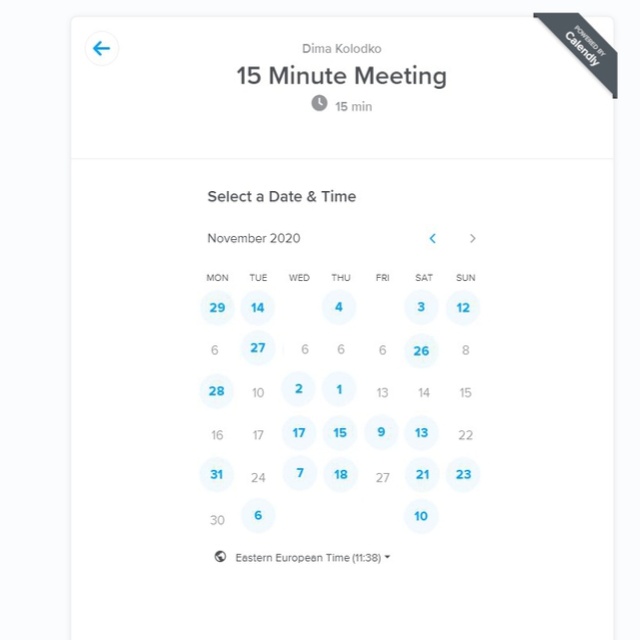 Dima Kolodko
15 Minute Meeting
15 min
POWERED BY
Calendly
Select a Date & Time
November 2020
MON TUE WED THU FRI SAT SUN
29 14 4 3 12
6 27 6 6 6 26 8
28 10 2 1 13 14 15
16 17 17 15 9 13 22
31 24 7 18 27 21 23
30 6 10
Eastern European Time (11:38)